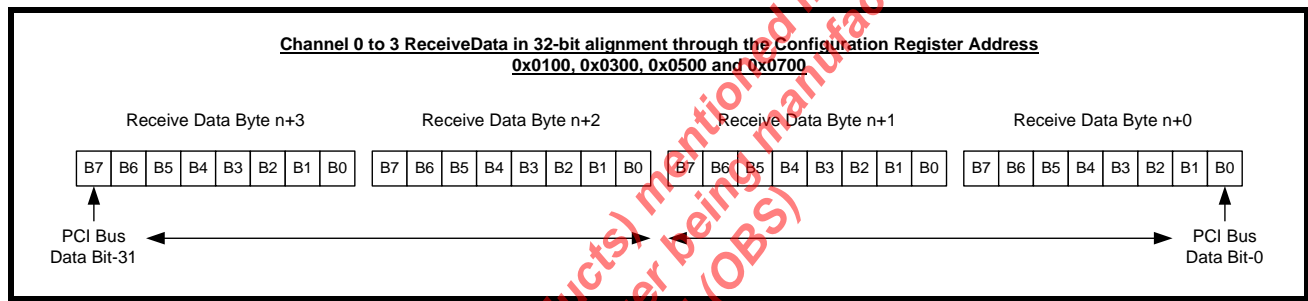 Channel 0 to 3 ReceiveData in 32-bit alignment through the Configuration Register Address
0x0100, 0x0300, 0x0500 and 0x0700
Receive Data Byte n+3 Receive Data Byte n+2 Receive Data Byte n+1 Receive Data Byte n+0
B7 B6 B5 B4 B3 B2 B1 B0 B7 B6 B5 B4 B3 B2 B1 B0 B7 B6 B5 B4 B3 B2 B1 B0 B7 B6 B5 B4 B3 B2 B1 B0
PCI Bus PCI Bus
Data Bit-31 Data Bit-0
mentioned
being
(OBS)